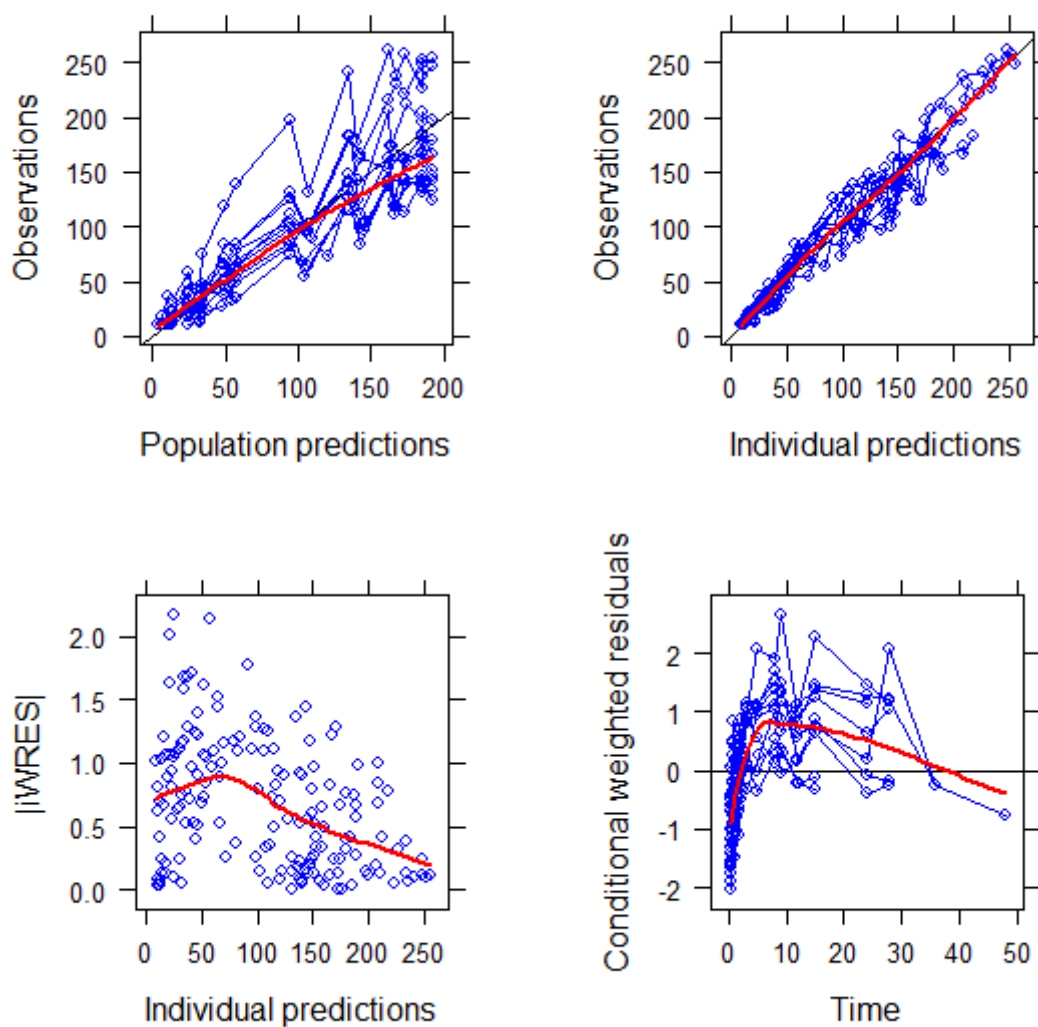 Observations
250
200
150
100
50
0
0 50 100 150 200
Population predictions
Observations
250
200
150
100
50
0
0 50 100 150 200 250
Individual predictions
|iWRES|
2.0
1.5
1.0
0.5
0.0
0 50 100 150 200 250
Individual predictions
Conditional weighted residuals
2
1
0
-1
-2
0 10 20 30 40 50
Time